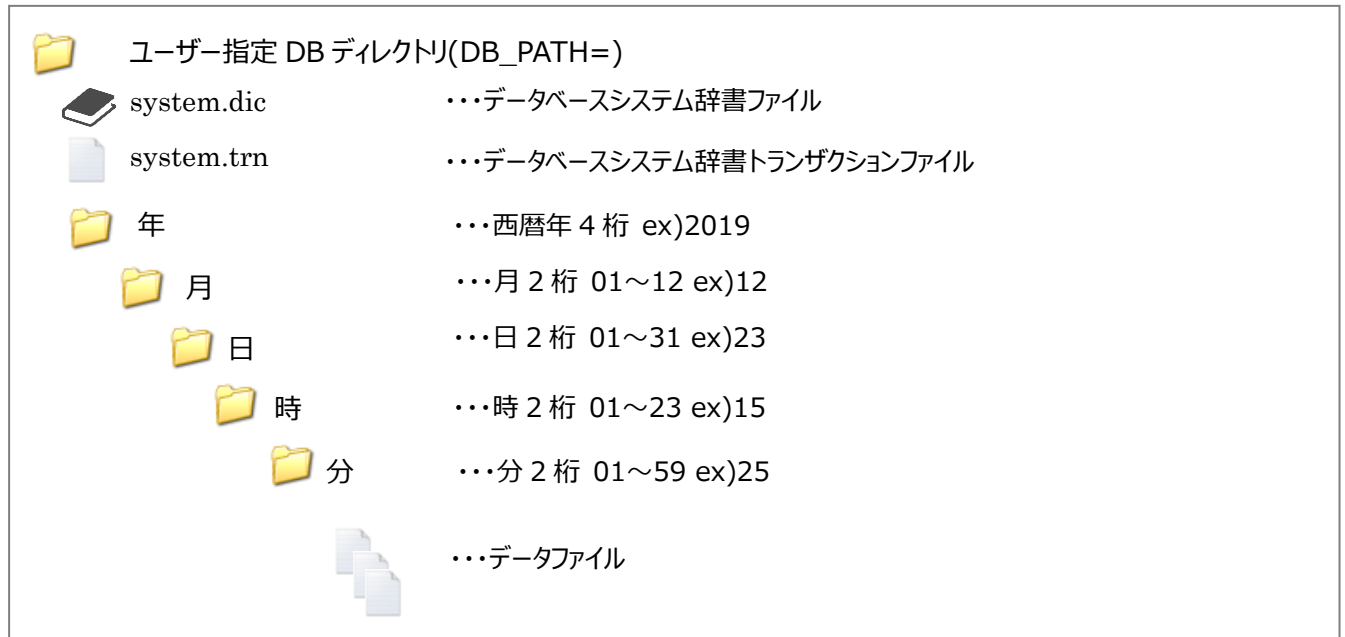 ユーザー指定 DB ディレクトリ(DB_PATH=)
system.dic ・・・データベースシステム辞書ファイル
system.trn ・・・データベースシステム辞書トランザクションファイル
年 ・・・西暦年 4 桁 ex)2019
月 ・・・月 2 桁 01～12 ex)12
日 ・・・日 2 桁 01～31 ex)23
時 ・・・時 2 桁 01～23 ex)15
分 ・・・分 2 桁 01～59 ex)25
・・・データファイル